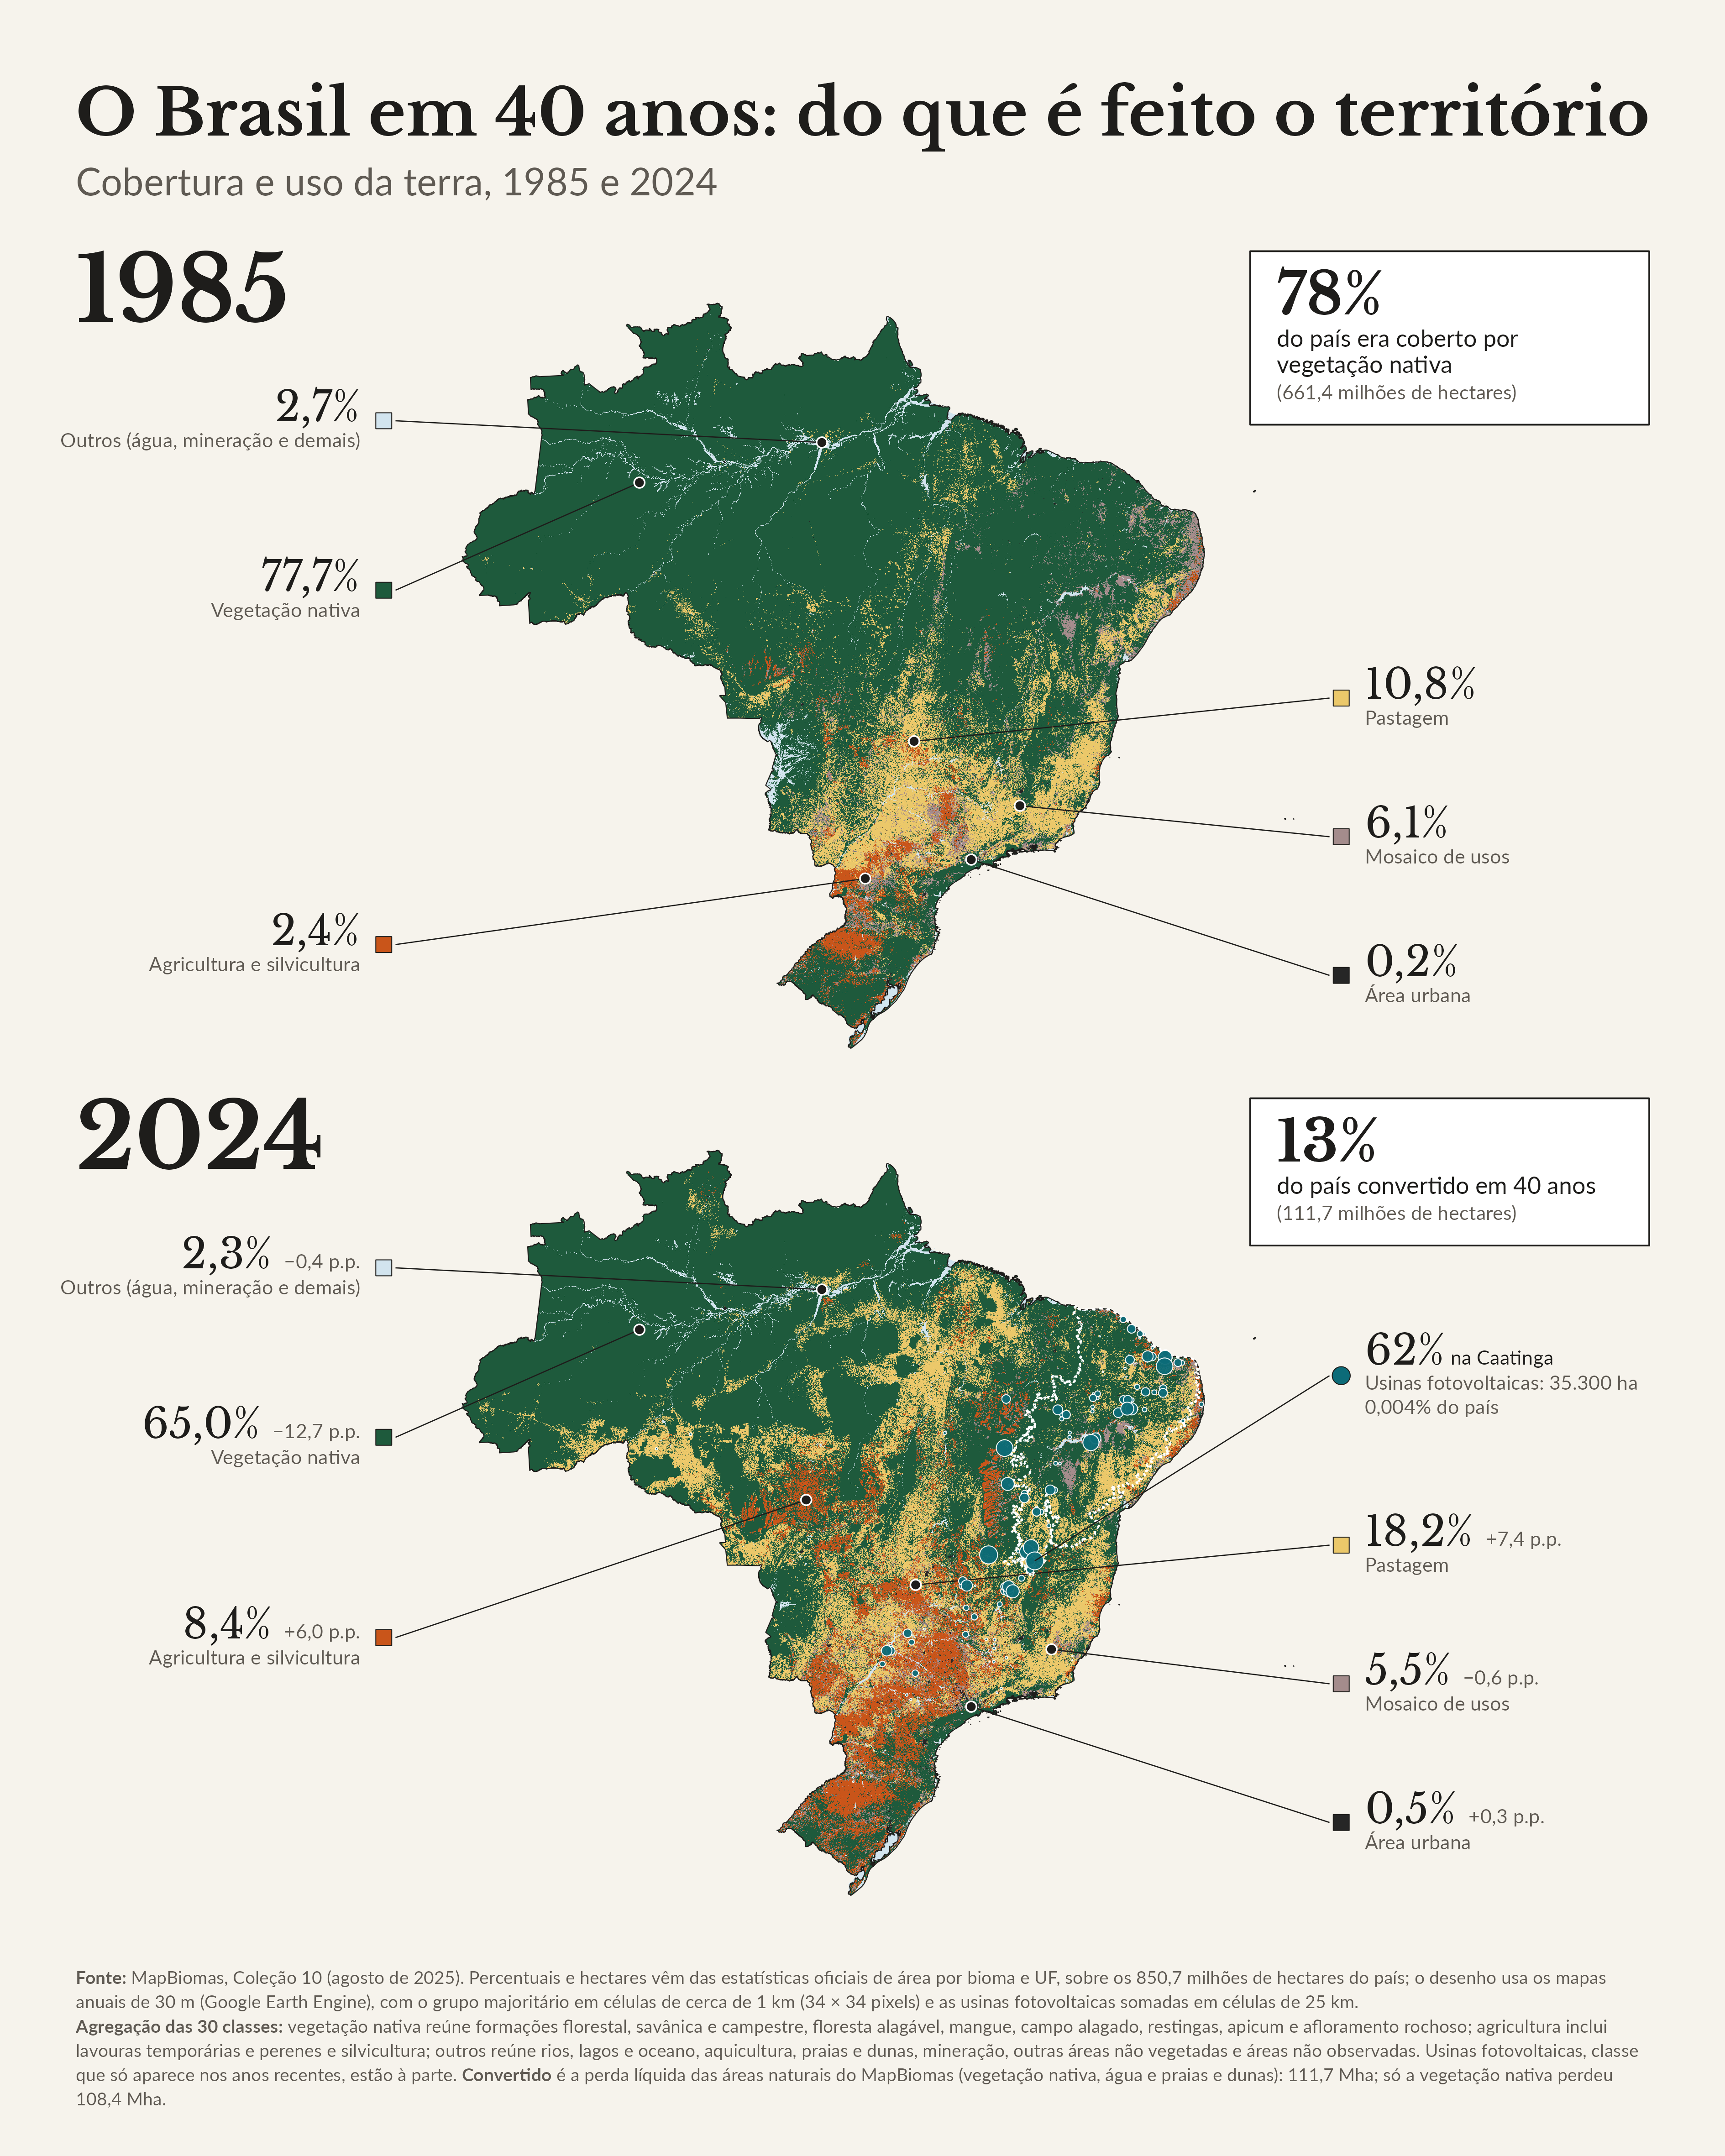 O Brasil em 40 anos: do que é feito o território
Cobertura e uso da terra, 1985 e 2024
1985
78%
do país era coberto por
vegetação nativa
(661,4 milhões de hectares)
2,7%
Outros (água, mineração e demais)
77,7%
Vegetação nativa
10,8%
Pastagem
6,1%
Mosaico de usos
2,4%
Agricultura e silvicultura
0,2%
Área urbana
2024
13%
do país convertido em 40 anos
(111,7 milhões de hectares)
2,3% −0,4 p.p.
Outros (água, mineração e demais)
62% na Caatinga
Usinas fotovoltaicas: 35.300 ha
0,004% do país
65,0% −12,7 p.p.
Vegetação nativa
18,2% +7,4 p.p.
Pastagem
8,4% +6,0 p.p.
Agricultura e silvicultura
5,5% −0,6 p.p.
Mosaico de usos
0,5% +0,3 p.p.
Área urbana
Fonte: MapBiomas, Coleção 10 (agosto de 2025). Percentuais e hectares vêm das estatísticas oficiais de área por bioma e UF, sobre os 850,7 milhões de hectares do país; o desenho usa os mapas
anuais de 30 m (Google Earth Engine), com o grupo majoritário em células de cerca de 1 km (34 × 34 pixels) e as usinas fotovoltaicas somadas em células de 25 km.
Agregação das 30 classes: vegetação nativa reúne formações florestal, savânica e campestre, floresta alagável, mangue, campo alagado, restingas, apicum e afloramento rochoso; agricultura inclui
lavouras temporárias e perenes e silvicultura; outros reúne rios, lagos e oceano, aquicultura, praias e dunas, mineração, outras áreas não vegetadas e áreas não observadas. Usinas fotovoltaicas, classe
que só aparece nos anos recentes, estão à parte. Convertido é a perda líquida das áreas naturais do MapBiomas (vegetação nativa, água e praias e dunas): 111,7 Mha; só a vegetação nativa perdeu
108,4 Mha.